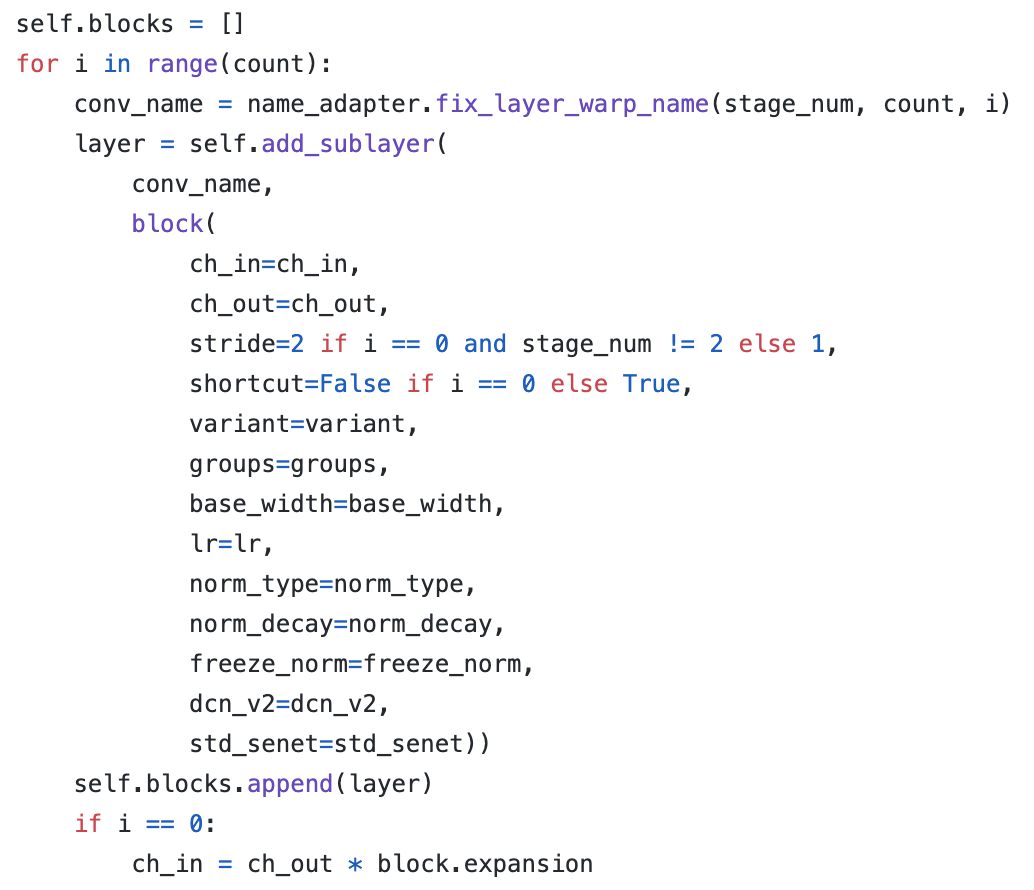 self.blocks = []
for i in range(count):
    conv_name = name_adapter.fix_layer_warp_name(stage_num, count, i)
    layer = self.add_sublayer(
        conv_name,
        block(
            ch_in=ch_in,
            ch_out=ch_out,
            stride=2 if i == 0 and stage_num != 2 else 1,
            shortcut=False if i == 0 else True,
            variant=variant,
            groups=groups,
            base_width=base_width,
            lr=lr,
            norm_type=norm_type,
            norm_decay=norm_decay,
            freeze_norm=freeze_norm,
            dcn_v2=dcn_v2,
            std_senet=std_senet))
    self.blocks.append(layer)
    if i == 0:
        ch_in = ch_out * block.expansion